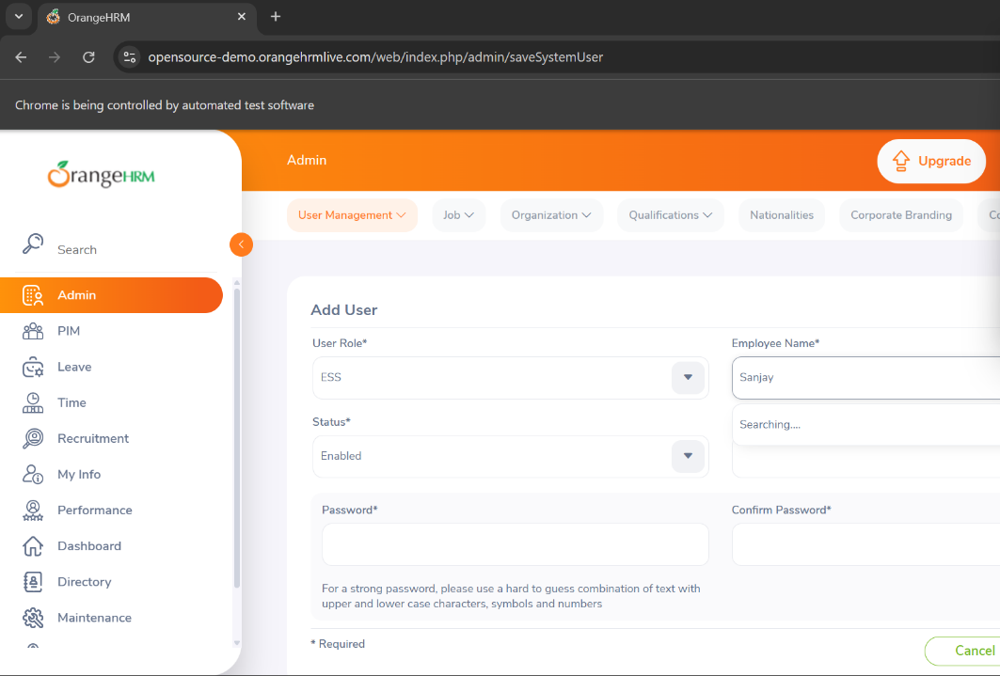 OrangeHRM
opensource-demo.orangehrmlive.com/web/index.php/admin/saveSystemUser
Chrome is being controlled by automated test software
OrangeHRM
Admin
Upgrade
User Management
Job
Organization
Qualifications
Nationalities
Corporate Branding
Search
Admin
PIM
Leave
Time
Recruitment
My Info
Performance
Dashboard
Directory
Maintenance
Add User
User Role*
Employee Name*
ESS
Sanjay
Searching....
Status*
Enabled
Password*
Confirm Password*
For a strong password, please use a hard to guess combination of text with
upper and lower case characters, symbols and numbers
* Required
Cancel